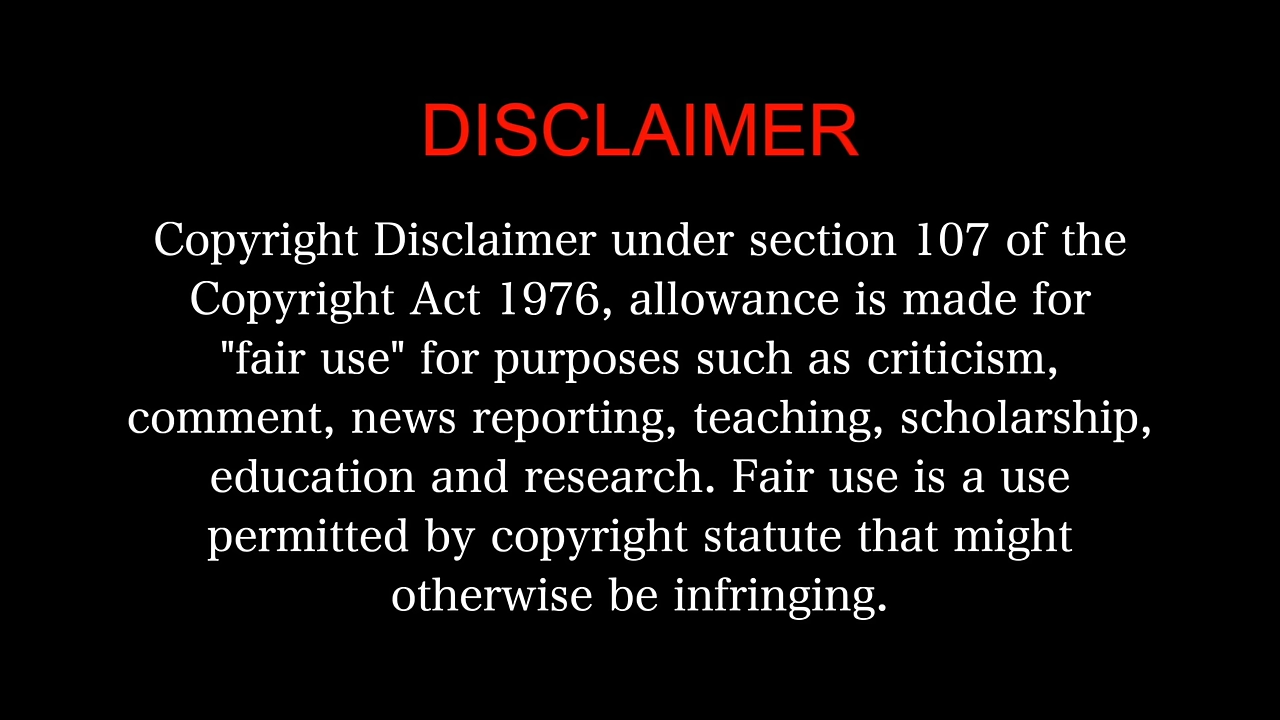 DISCLAIMER
Copyright Disclaimer under section 107 of the
Copyright Act 1976, allowance is made for
"fair use" for purposes such as criticism,
comment, news reporting, teaching, scholarship,
education and research. Fair use is a use
permitted by copyright statute that might
otherwise be infringing.